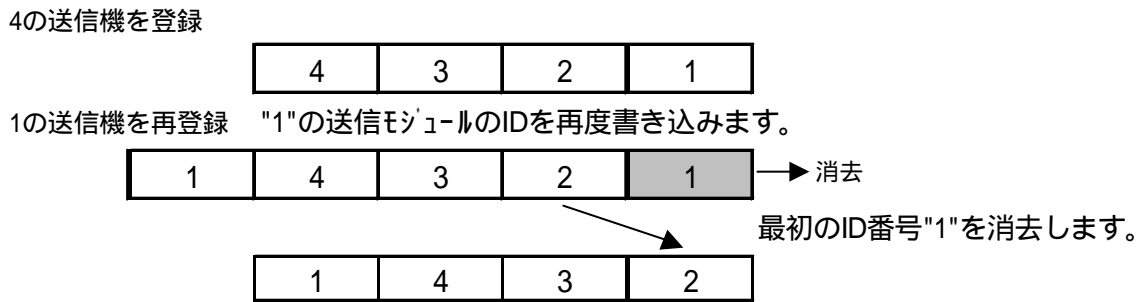 4の送信機を登録
4 3 2 1
1の送信機を再登録 "1"の送信ﾓｼﾞｭｰﾙのIDを再度書き込みます。
1 4 3 2 1 消去
最初のID番号"1"を消去します。
1 4 3 2